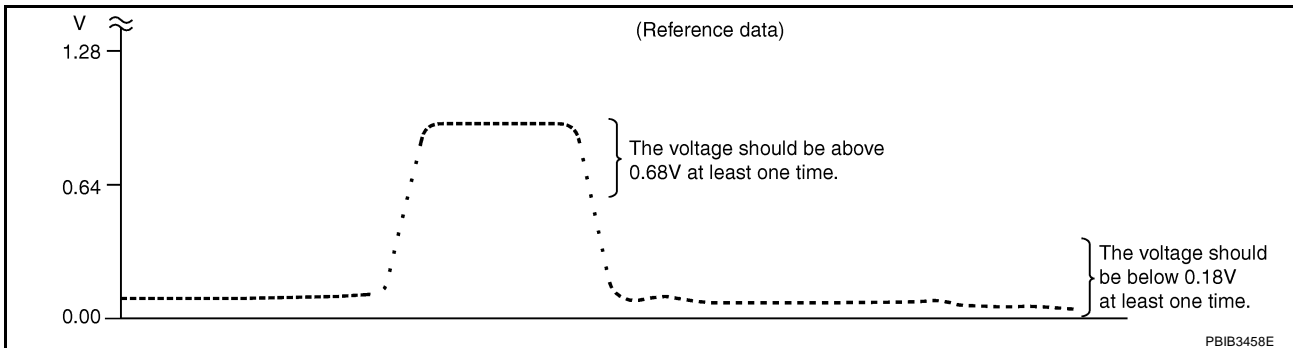 V
(Reference data)
1.28
The voltage should be above
0.68V at least one time.
0.64
The voltage should
be below 0.18V
at least one time.
0.00
PBIB3458E